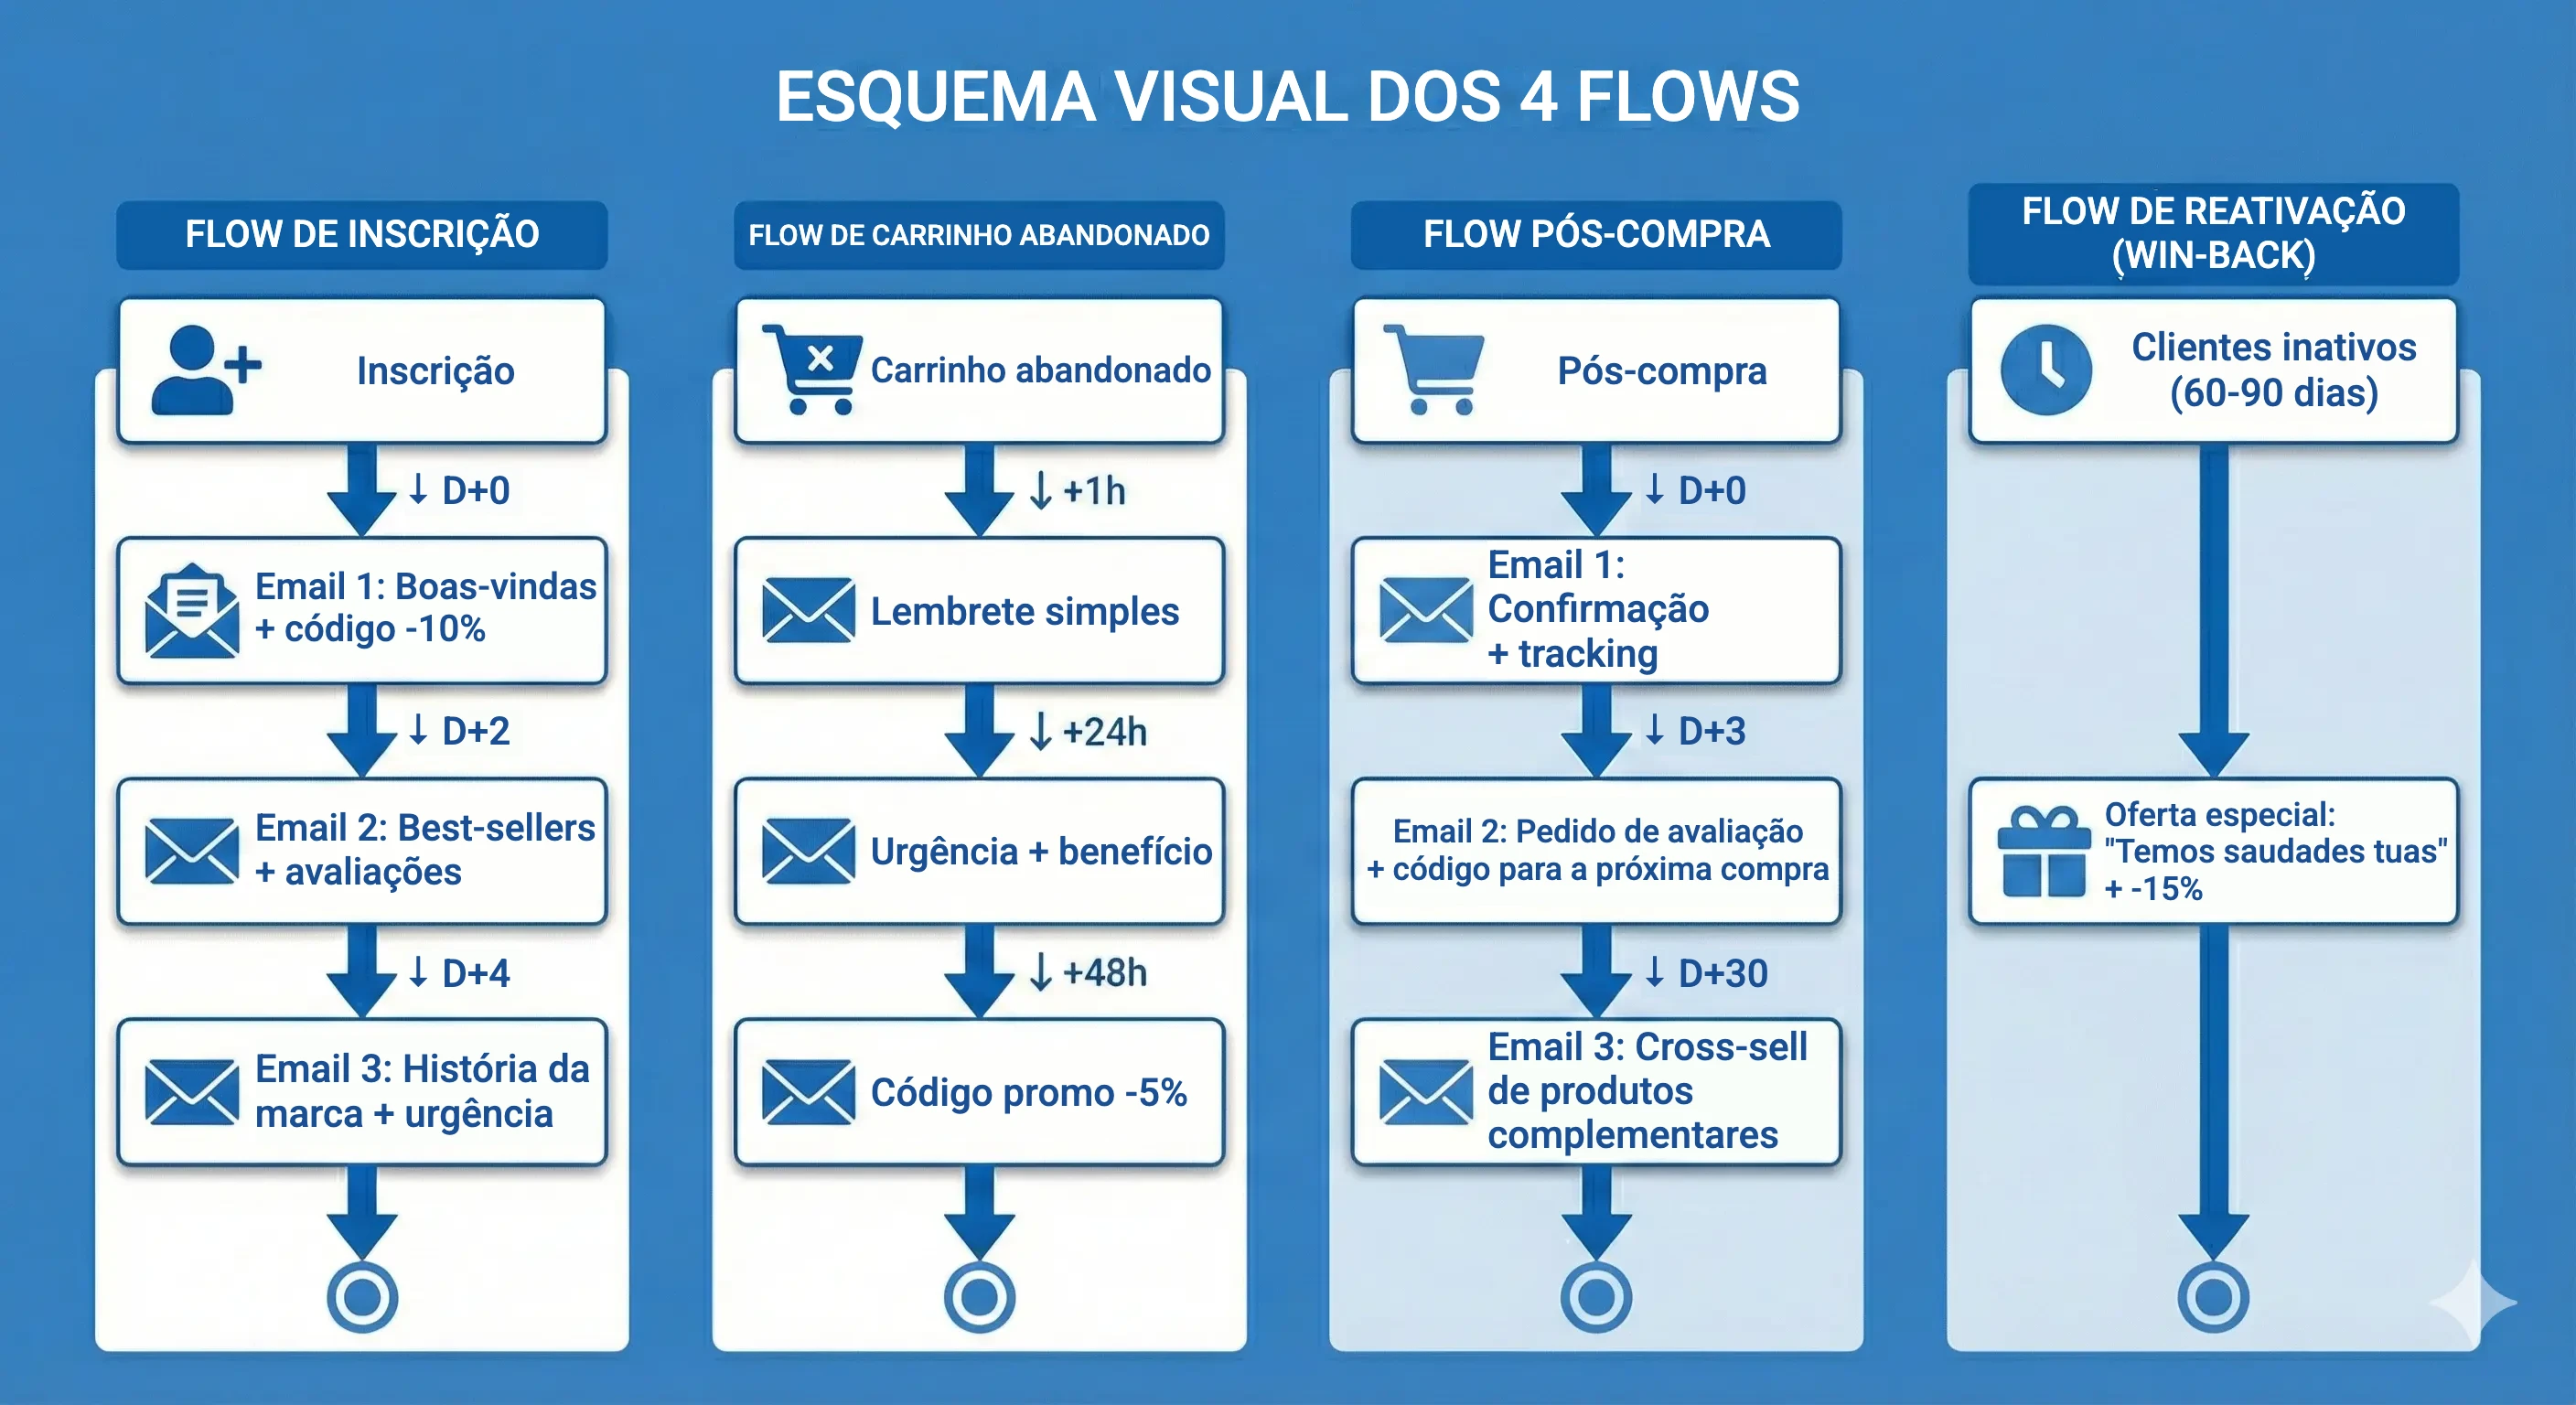 ESQUEMA VISUAL DOS 4 FLOWS
FLOW DE INSCRIÇÃO
Inscrição
↓ D+0
Email 1: Boas-vindas
+ código -10%
↓ D+2
Email 2: Best-sellers
+ avaliações
↓ D+4
Email 3: História da
marca + urgência
FLOW DE CARRINHO ABANDONADO
Carrinho abandonado
↓ +1h
Lembrete simples
↓ +24h
Urgência + benefício
↓ +48h
Código promo -5%
FLOW PÓS-COMPRA
Pós-compra
↓ D+0
Email 1:
Confirmação
+ tracking
↓ D+3
Email 2: Pedido de avaliação
+ código para a próxima compra
↓ D+30
Email 3: Cross-sell
de produtos
complementares
FLOW DE REATIVAÇÃO
(WIN-BACK)
Clientes inativos
(60-90 dias)
Oferta especial:
"Temos saudades tuas"
+ -15%